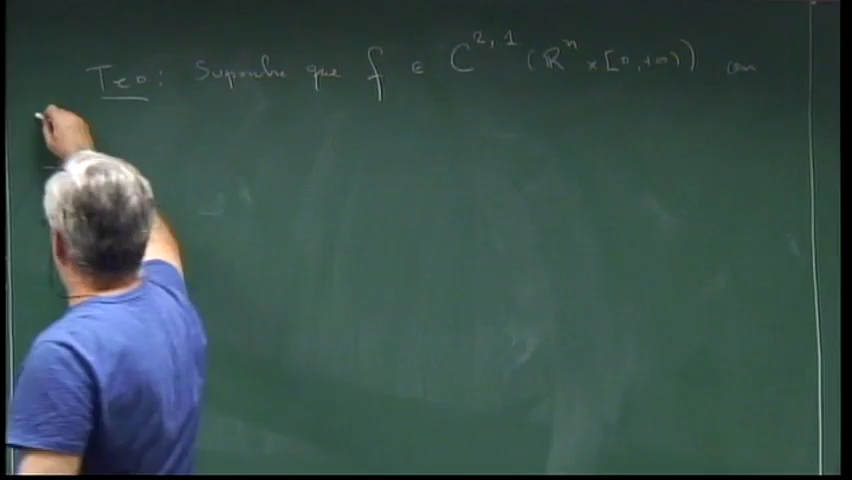 Teo: Suponha que f ∈ C^{2,1} (ℝ^n × [0,+∞)) com